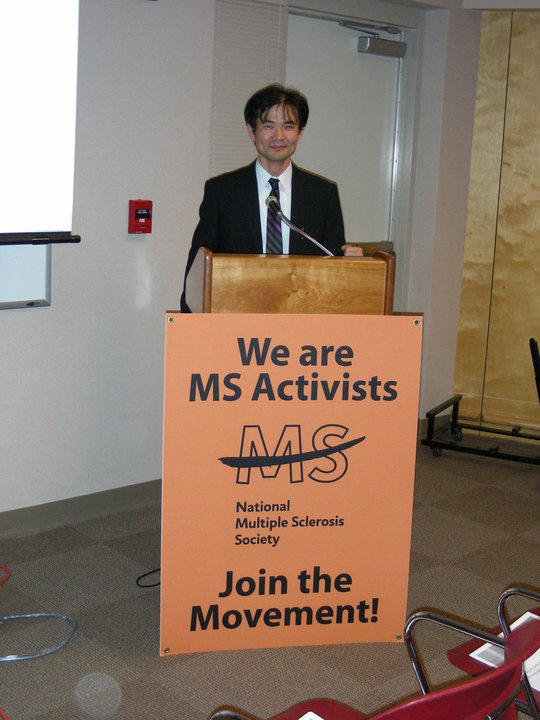 We are
MS Activists
MS
National
Multiple Sclerosis
Society
Join the
Movement!